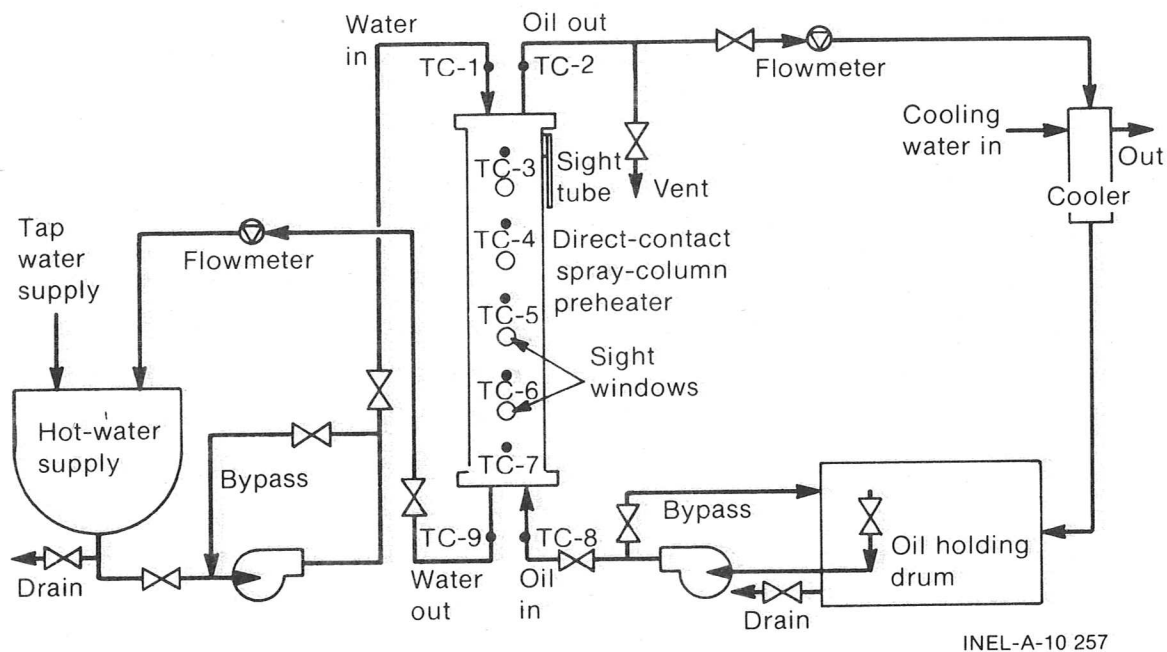 Water
in
Oil out
TC-1
TC-2
Flowmeter
Cooling
water in
Out
Cooler
TC-3
Sight
tube
Vent
Tap
water
supply
Flowmeter
TC-4
Direct-contact
spray-column
preheater
TC-5
Sight
windows
TC-6
Hot-water
supply
Bypass
TC-7
Bypass
TC-9
TC-8
Oil holding
drum
Drain
Water
out
Oil
in
Drain
INEL-A-10 257